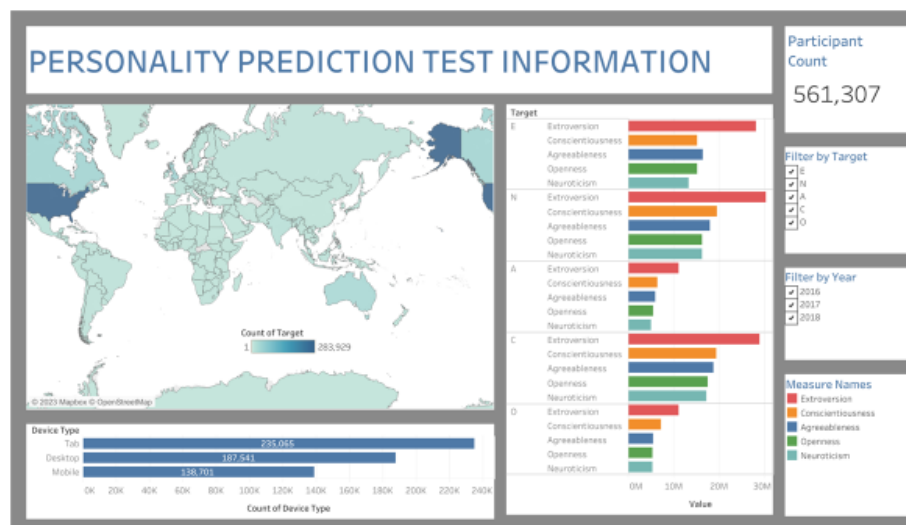 PERSONALITY PREDICTION TEST INFORMATION
Participant
Count
561,307
Count of Target
1 283,929
© 2023 Mapbox © OpenStreetMap
Device Type
Tab 235,065
Desktop 187,541
Mobile 138,701
0K 20K 40K 60K 80K 100K 120K 140K 160K 180K 200K 220K 240K
Count of Device Type
Target
E Extroversion
Conscientiousness
Agreeableness
Openness
Neuroticism
N Extroversion
Conscientiousness
Agreeableness
Openness
Neuroticism
A Extroversion
Conscientiousness
Agreeableness
Openness
Neuroticism
C Extroversion
Conscientiousness
Agreeableness
Openness
Neuroticism
O Extroversion
Conscientiousness
Agreeableness
Openness
Neuroticism
0M 10M 20M 30M
Value
Filter by Target
E
N
A
C
O
Filter by Year
2016
2017
2018
Measure Names
Extroversion
Conscientiousness
Agreeableness
Openness
Neuroticism